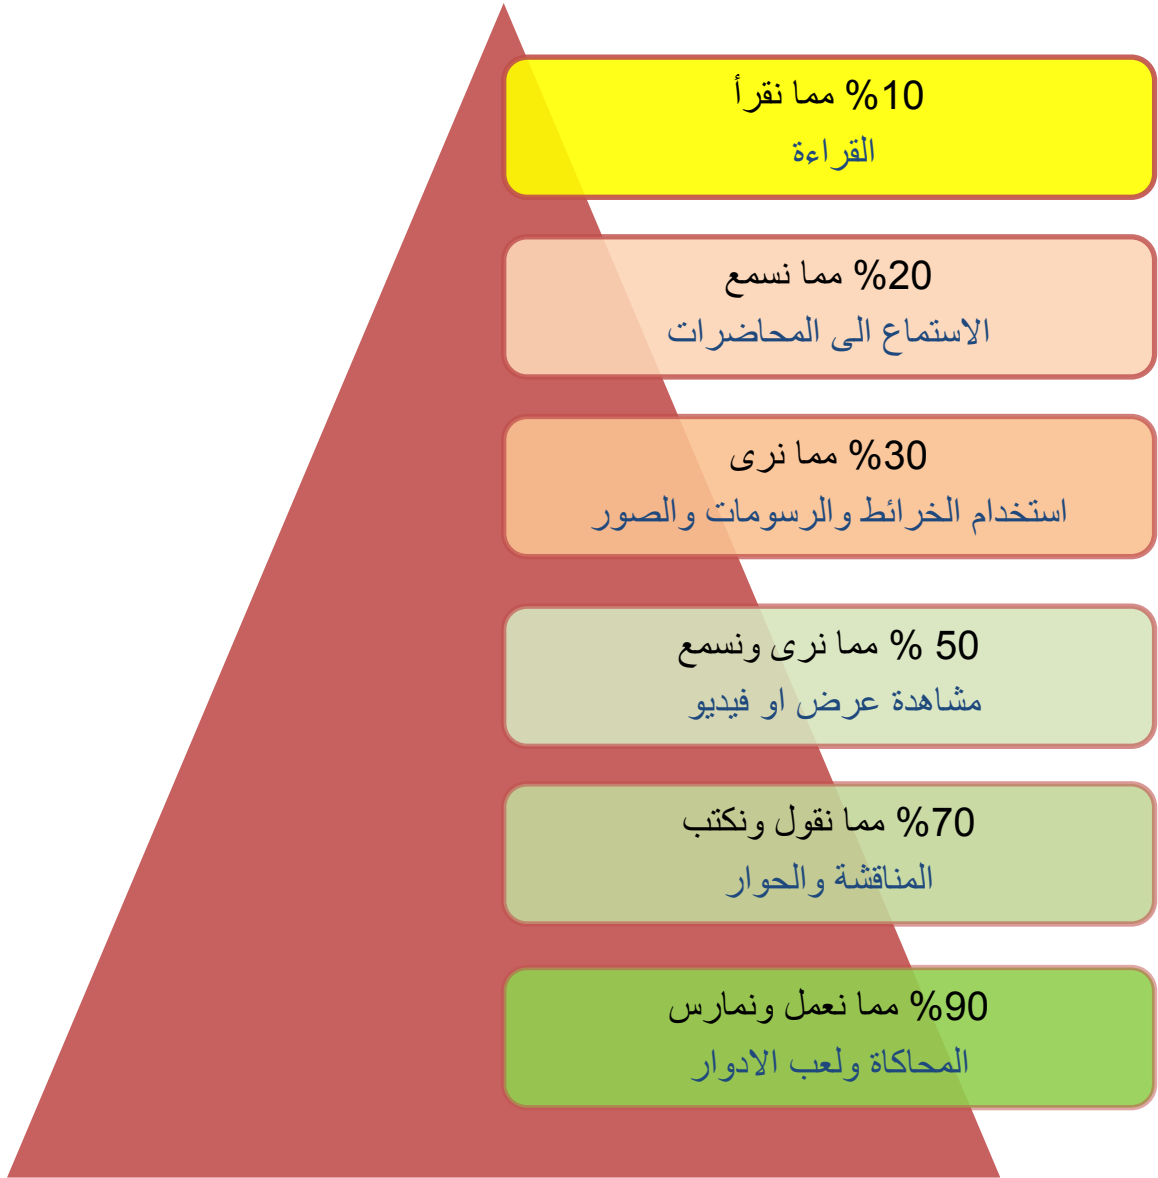 %10 مما نقرأ
القراءة
%20 مما نسمع
الاستماع الى المحاضرات
%30 مما نرى
استخدام الخرائط والرسومات والصور
50 % مما نرى ونسمع
مشاهدة عرض او فيديو
%70 مما نقول ونكتب
المناقشة والحوار
%90 مما نعمل ونمارس
المحاكاة ولعب الادوار